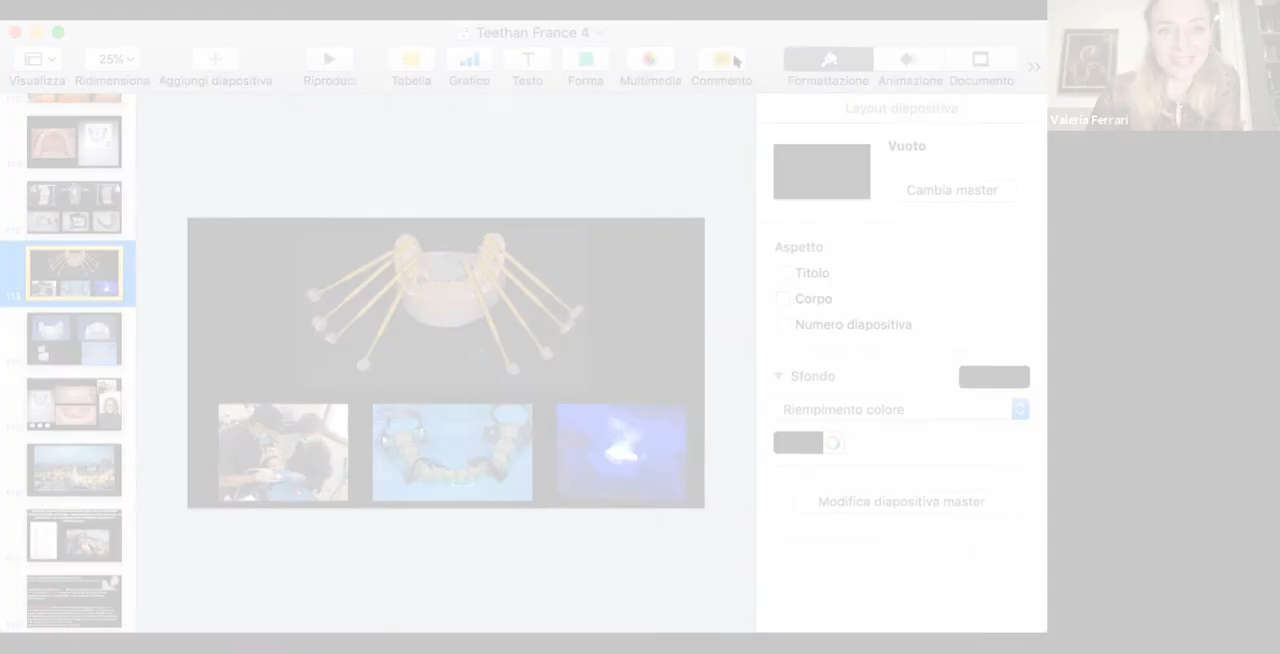 Teethan France 4
25%
Visualizza Ridimensiona Aggiungi diapositiva Riproduci Tabella Grafico Testo Forma Multimedia Commento Formattazione Animazione Documento
Valeria Ferrari
Layout diapositiva
Vuoto
Cambia master
Aspetto
Titolo
Corpo
Numero diapositiva
Sfondo
Riempimento colore
Modifica diapositiva master
113